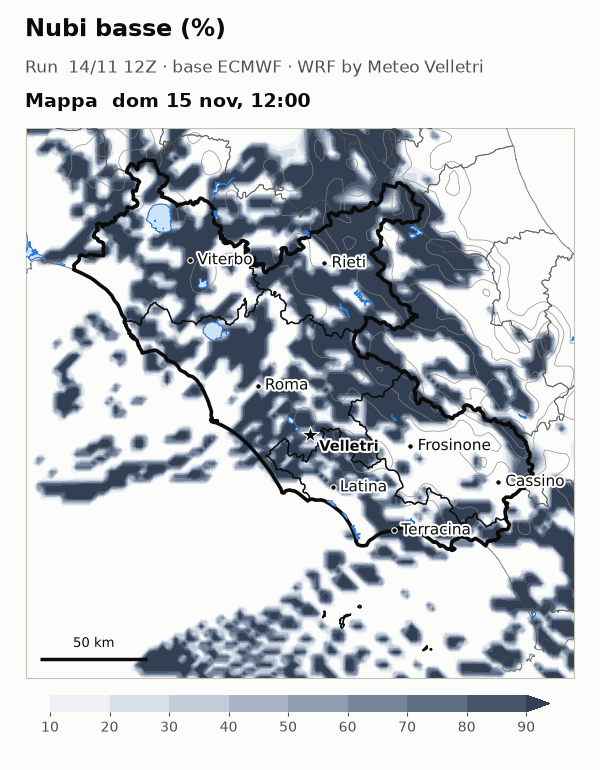 Nubi basse (%)
Run  14/11 12Z · base ECMWF · WRF by Meteo Velletri
Mappa  dom 15 nov, 12:00
Viterbo
Rieti
Roma
Velletri
Frosinone
Cassino
Latina
Terracina
50 km
10 20 30 40 50 60 70 80 90